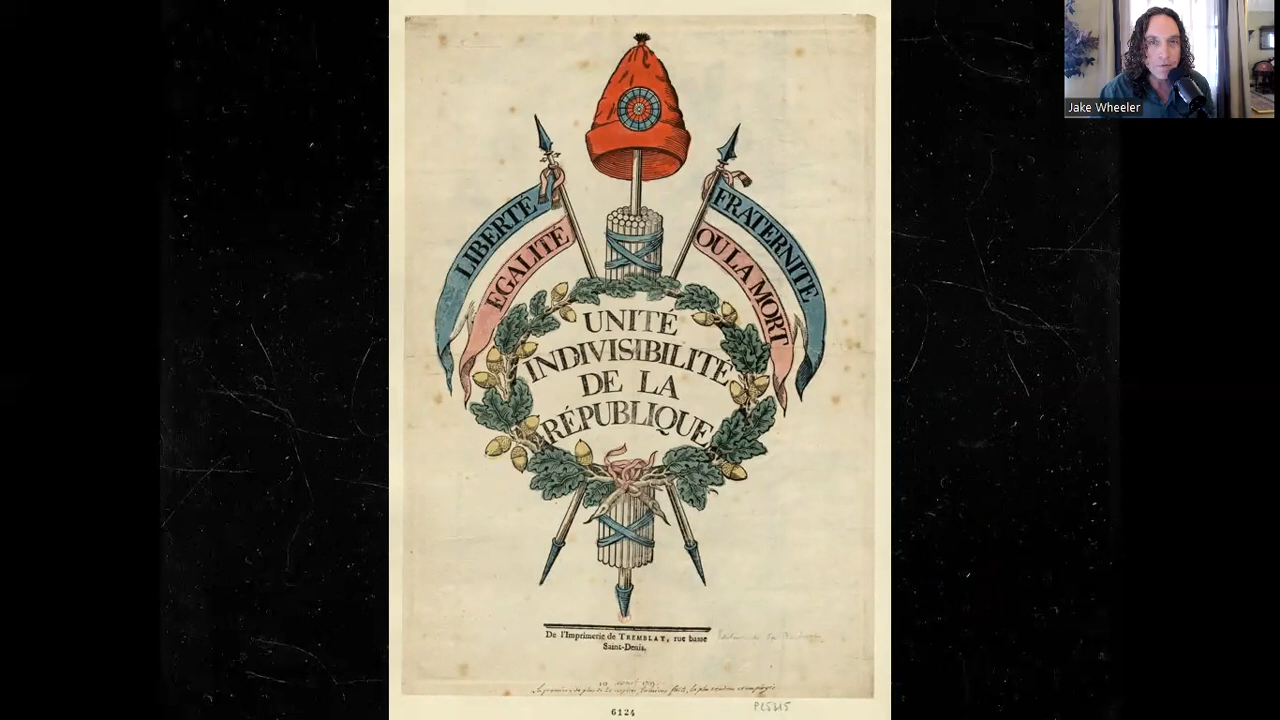 Jake Wheeler
LIBERTÉ
EGALITÉ
FRATERNITÉ
OU LA MORT
UNITÉ
INDIVISIBILITÉ
DE LA
RÉPUBLIQUE
De l'Imprimerie de TREMBLAY, rue basse
Saint-Denis.
6124